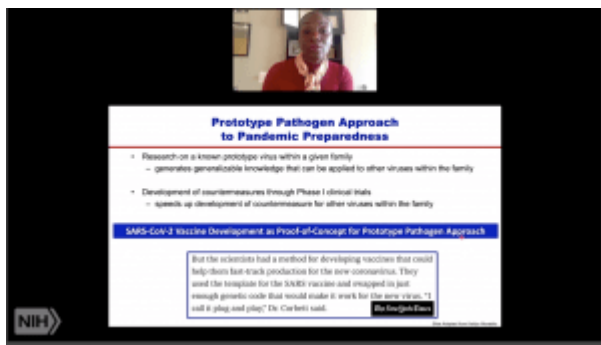 Prototype Pathogen Approach
to Pandemic Preparedness
• Research on a known prototype virus within a given family
– generates generalizable knowledge that can be applied to other viruses within the family
• Development of countermeasures through Phase I clinical trials
– speeds up development of countermeasure for other viruses within the family
SARS-CoV-2 Vaccine Development as Proof-of-Concept for Prototype Pathogen Approach
But the scientists had a method for developing vaccines that could
help them fast-track production for the new coronavirus. They
used the template for the SARS vaccine and swapped in just
enough genetic code that would make it work for the new virus. "I
call it plug and play," Dr. Corbett said.
The New York Times
NIH